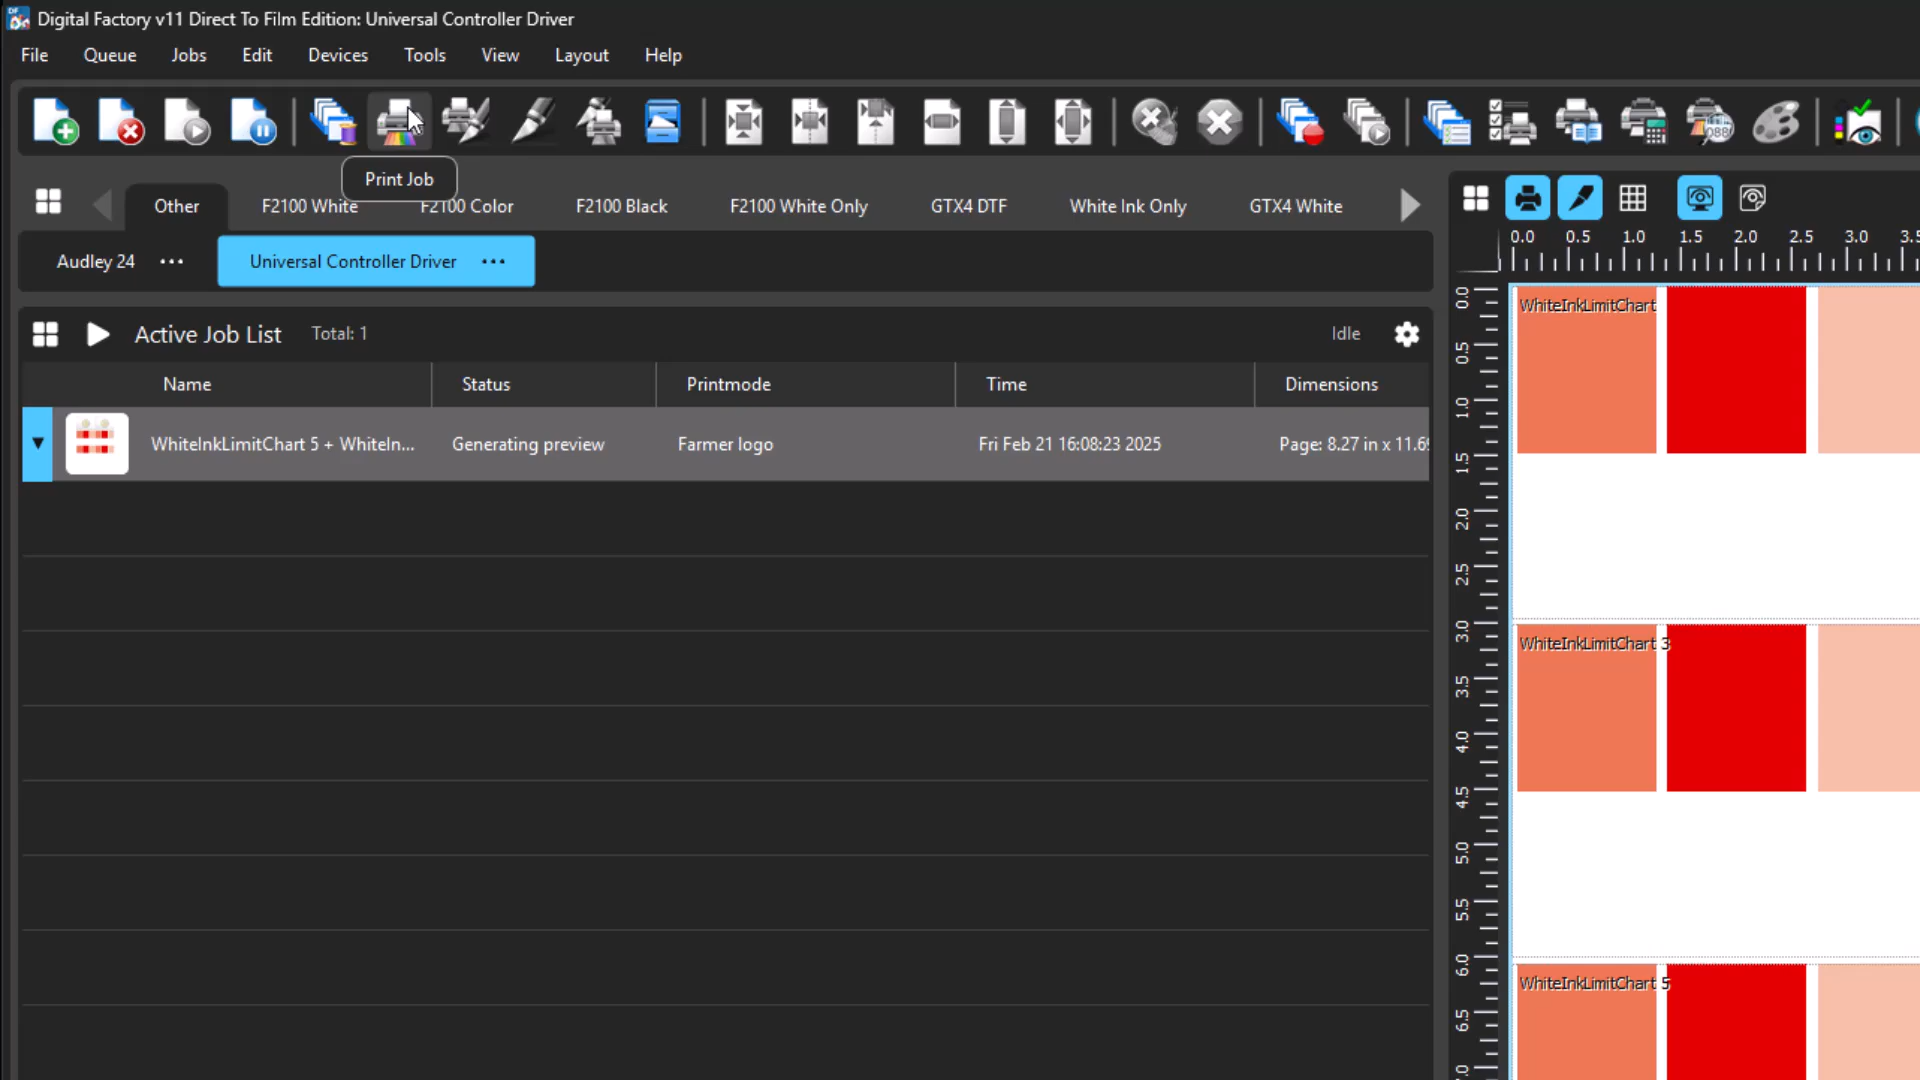 Digital Factory v11 Direct To Film Edition: Universal Controller Driver
File Queue Jobs Edit Devices Tools View Layout Help
Print Job
Other F2100 White F2100 Color F2100 Black F2100 White Only GTX4 DTF White Ink Only GTX4 White
Audley 24 ... Universal Controller Driver ...
Active Job List Total: 1 Idle
Name Status Printmode Time Dimensions
WhiteInkLimitChart 5 + WhiteIn... Generating preview Farmer logo Fri Feb 21 16:08:23 2025 Page: 8.27 in x 11.69
0.0 0.5 1.0 1.5 2.0 2.5 3.0 3.5
0.0
WhiteInkLimitChart
0.5
1.0
1.5
2.0
2.5
3.0
WhiteInkLimitChart 3
3.5
4.0
4.5
5.0
5.5
6.0
WhiteInkLimitChart 5
6.5